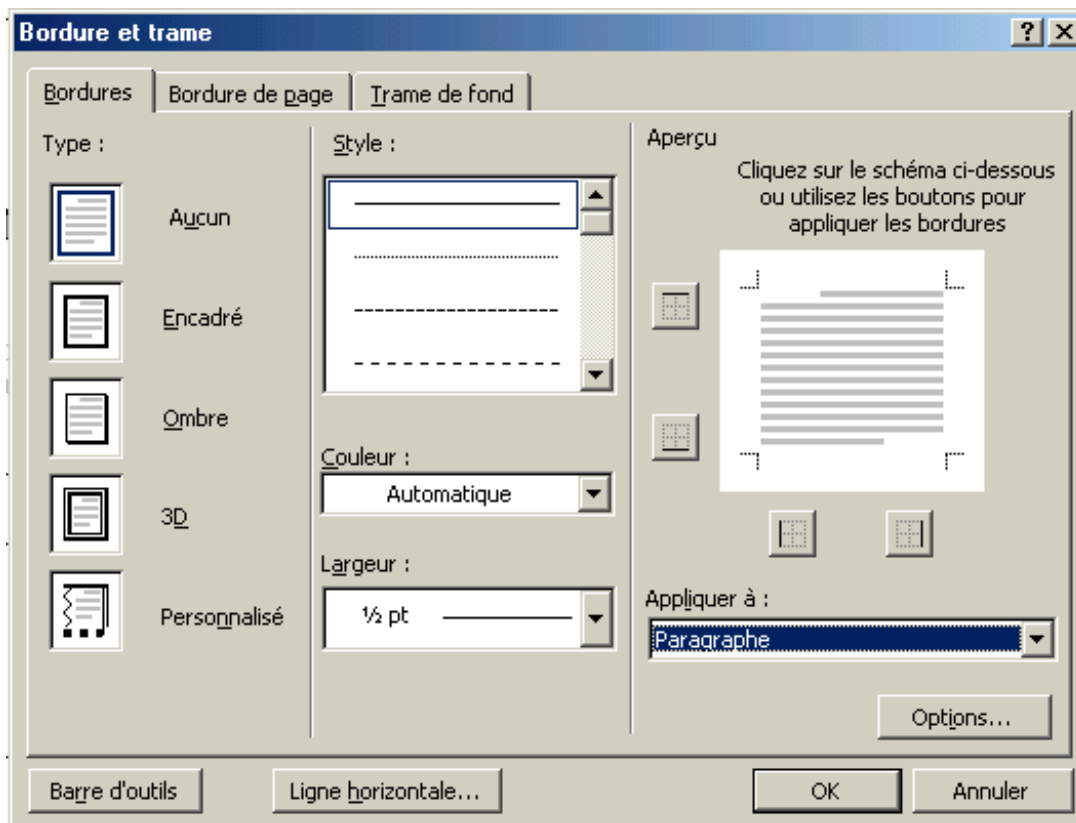 Bordure et trame
Bordures
Bordure de page
Trame de fond
Type :
Aucun
Encadré
Ombre
3D
Personnalisé
Style :
Couleur :
Automatique
Largeur :
½ pt
Aperçu
Cliquez sur le schéma ci-dessous
ou utilisez les boutons pour
appliquer les bordures
Appliquer à :
Paragraphe
Options...
Barre d'outils
Ligne horizontale...
OK
Annuler